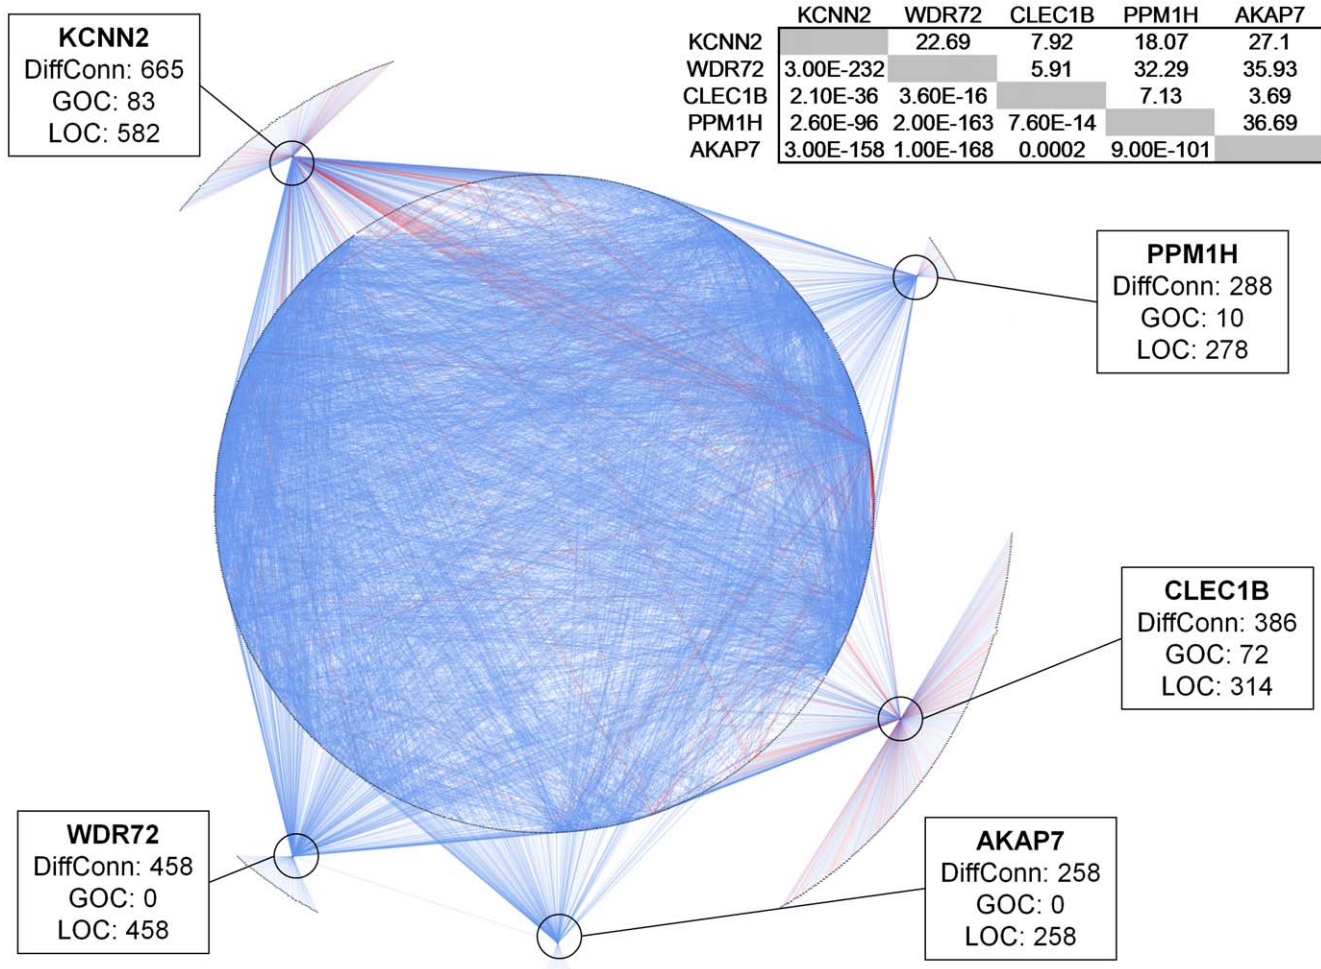 KCNN2
DiffConn: 665
GOC: 83
LOC: 582
KCNN2 WDR72 CLEC1B PPM1H AKAP7
KCNN2 22.69 7.92 18.07 27.1
WDR72 3.00E-232 5.91 32.29 35.93
CLEC1B 2.10E-36 3.60E-16 7.13 3.69
PPM1H 2.60E-96 2.00E-163 7.60E-14 36.69
AKAP7 3.00E-158 1.00E-168 0.0002 9.00E-101
PPM1H
DiffConn: 288
GOC: 10
LOC: 278
CLEC1B
DiffConn: 386
GOC: 72
LOC: 314
WDR72
DiffConn: 458
GOC: 0
LOC: 458
AKAP7
DiffConn: 258
GOC: 0
LOC: 258